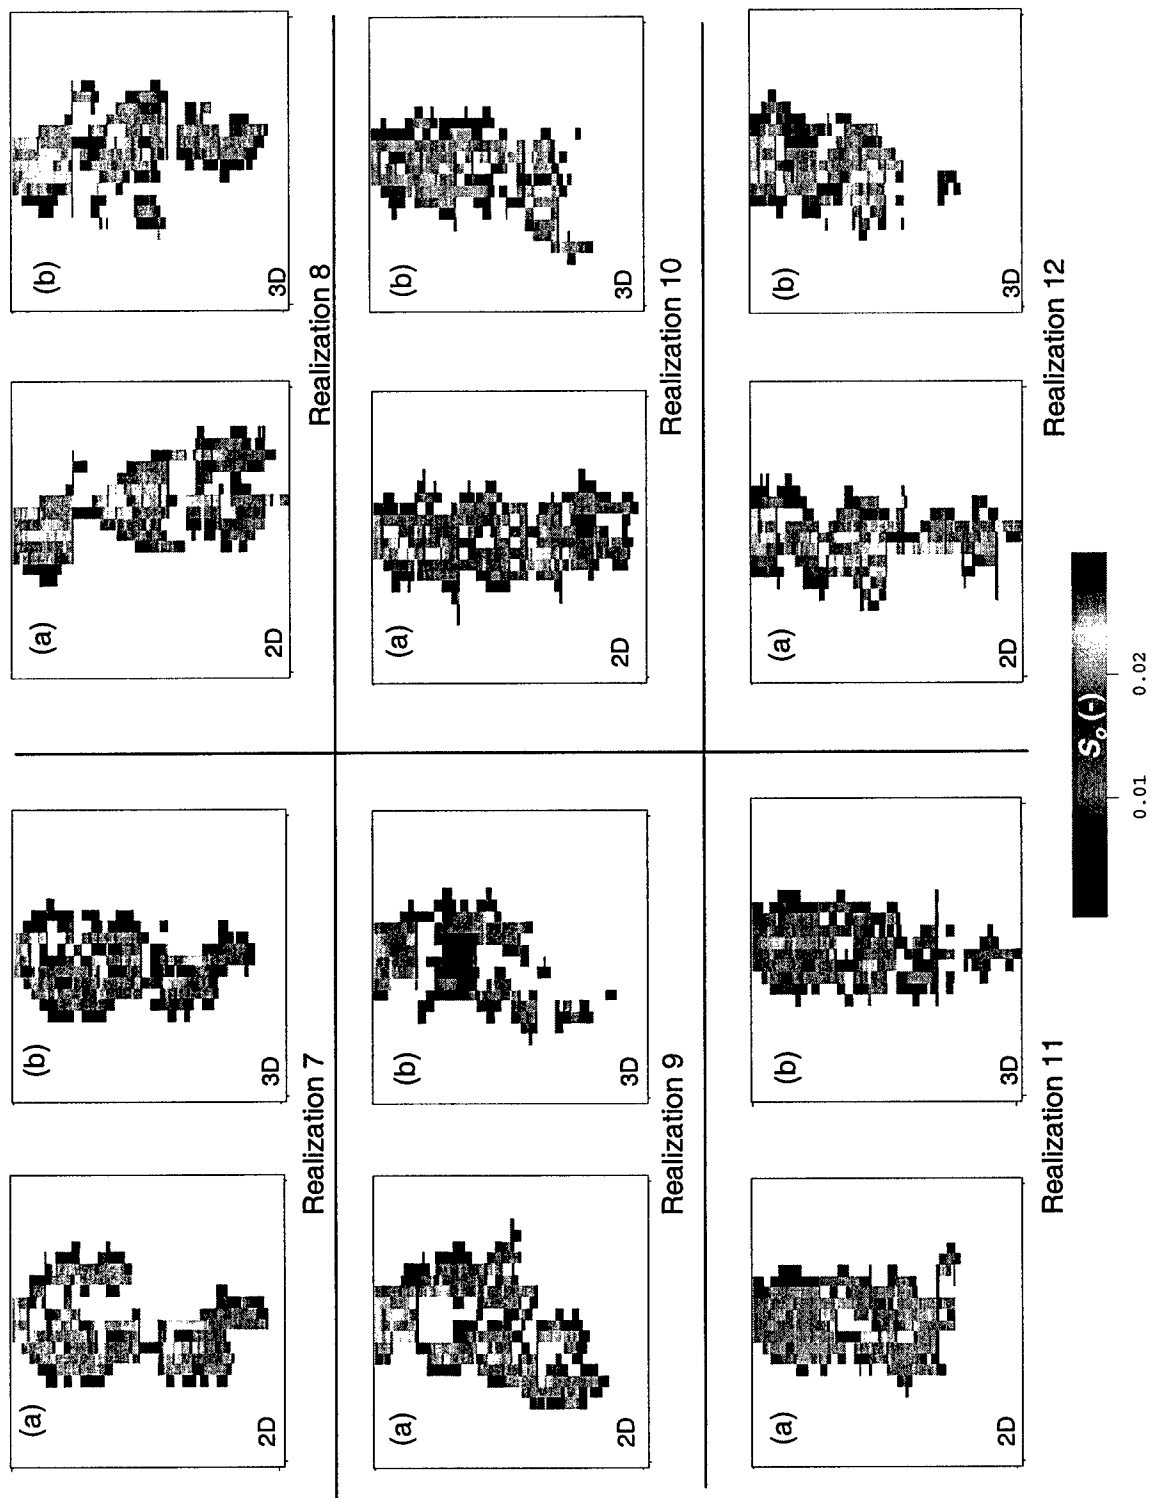 (a)
2D
(b)
3D
Realization 7
(a)
2D
(b)
3D
Realization 8
(a)
2D
(b)
3D
Realization 9
(a)
2D
(b)
3D
Realization 10
(a)
2D
(b)
3D
Realization 11
(a)
2D
(b)
3D
Realization 12
So (-)
0.01
0.02